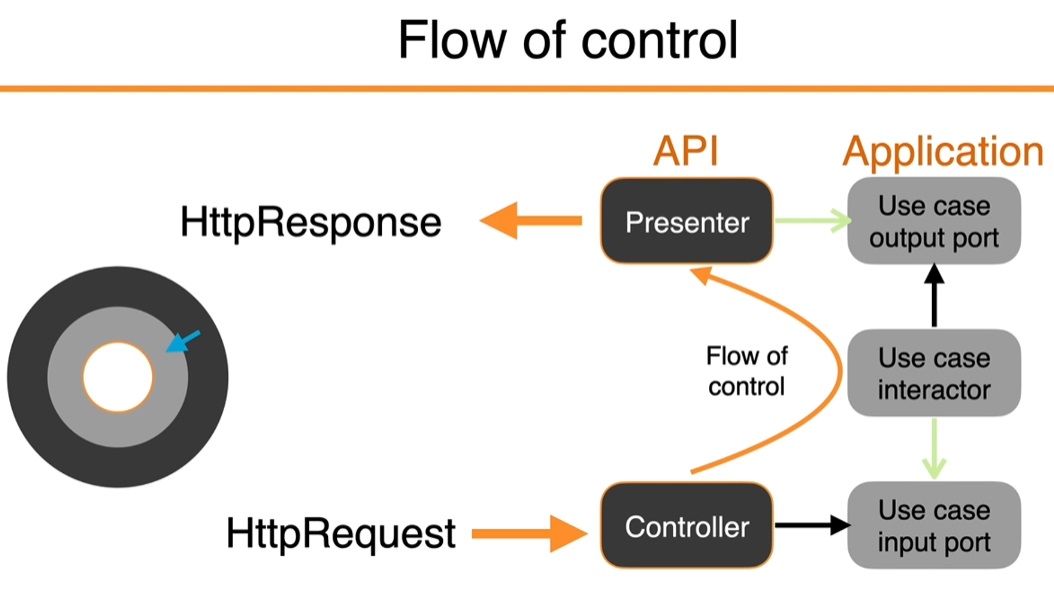 Flow of control
API
Application
HttpResponse
Presenter
Use case
output port
Flow of
control
Use case
interactor
HttpRequest
Controller
Use case
input port